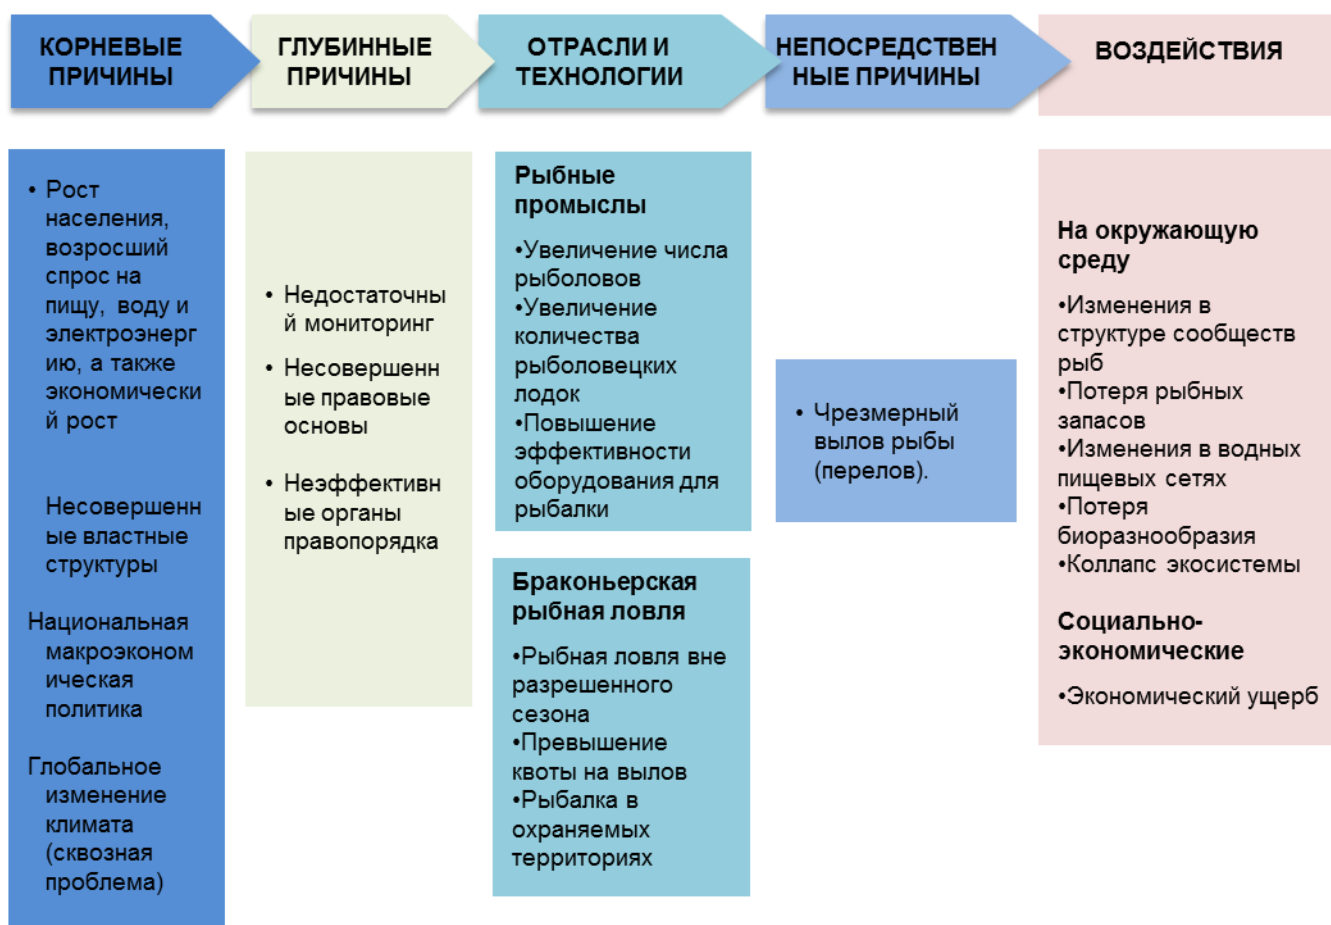 КОРНЕВЫЕ
ПРИЧИНЫ
ГЛУБИННЫЕ
ПРИЧИНЫ
ОТРАСЛИ И
ТЕХНОЛОГИИ
НЕПОСРЕДСТВЕН
НЫЕ ПРИЧИНЫ
ВОЗДЕЙСТВИЯ
• Рост
населения,
возросший
спрос на
пищу, воду и
электроэнерг
ию, а также
экономически
й рост
Несовершенн
ые властные
структуры
Национальная
макроэконом
ическая
политика
Глобальное
изменение
климата
(сквозная
проблема)
• Недостаточны
й мониторинг
• Несовершенн
ые правовые
основы
• Неэффективн
ые органы
правопорядка
Рыбные
промыслы
•Увеличение числа
рыболовов
•Увеличение
количества
рыболовецких
лодок
•Повышение
эффективности
оборудования для
рыбалки
Браконьерская
рыбная ловля
•Рыбная ловля вне
разрешенного
сезона
•Превышение
квоты на вылов
•Рыбалка в
охраняемых
территориях
• Чрезмерный
вылов рыбы
(перелов).
На окружающую
среду
•Изменения в
структуре сообществ
рыб
•Потеря рыбных
запасов
•Изменения в водных
пищевых сетях
•Потеря
биоразнообразия
•Коллапс экосистемы
Социально-
экономические
•Экономический ущерб